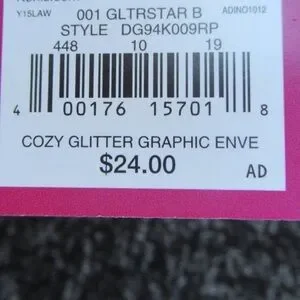 Y15LAW 001 GLTRSTAR B ADINO1012
STYLE DG94K009RP
448 10 19
4 00176 15701 8
COZY GLITTER GRAPHIC ENVE
$24.00 AD